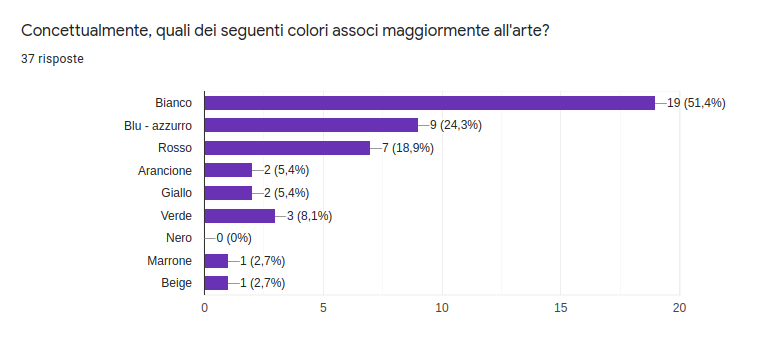 Concettualmente, quali dei seguenti colori associ maggiormente all'arte?
37 risposte
Bianco 19 (51,4%)
Blu - azzurro 9 (24,3%)
Rosso 7 (18,9%)
Arancione 2 (5,4%)
Giallo 2 (5,4%)
Verde 3 (8,1%)
Nero 0 (0%)
Marrone 1 (2,7%)
Beige 1 (2,7%)
0 5 10 15 20